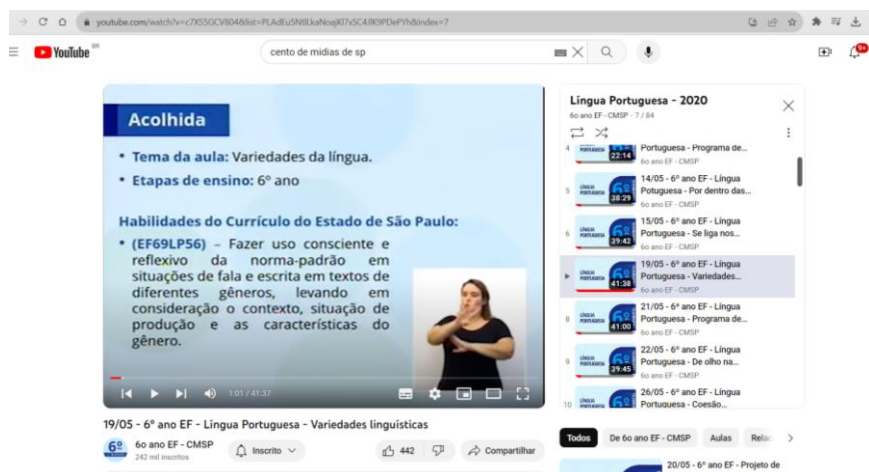 youtube.com/watch?v=c7XS5GCV804&list=PLAdEu5NtlLkaNoajKl7xSC4JlK9PDePYh&index=7
YouTube BR
cento de midias de sp
9+
Acolhida
• Tema da aula: Variedades da língua.
• Etapas de ensino: 6º ano
Habilidades do Currículo do Estado de São Paulo:
• (EF69LP56) – Fazer uso consciente e
reflexivo da norma-padrão em
situações de fala e escrita em textos de
diferentes gêneros, levando em
consideração o contexto, situação de
produção e as características do
gênero.
1:01 / 41:37
19/05 - 6º ano EF - Língua Portuguesa - Variedades linguísticas
6º
6o ano EF - CMSP
242 mil inscritos
Inscrito
442
Compartilhar
Língua Portuguesa - 2020
6o ano EF - CMSP - 7 / 84
4
22:14
Portuguesa - Programa de...
6o ano EF - CMSP
5
38:29
14/05 - 6º ano EF - Língua
Potuguesa - Por dentro das...
6o ano EF - CMSP
6
39:42
15/05 - 6º ano EF - Língua
Portuguesa - Se liga nos...
6o ano EF - CMSP
41:38
19/05 - 6º ano EF - Língua
Portuguesa - Variedades...
6o ano EF - CMSP
8
41:00
21/05 - 6º ano EF - Língua
Portuguesa - Programa de...
6o ano EF - CMSP
9
39:45
22/05 - 6º ano EF - Língua
Portuguesa - De olho na...
6o ano EF - CMSP
10
26/05 - 6º ano EF - Língua
Portuguesa - Coesão...
Todos
De 6o ano EF - CMSP
Aulas
Relac
20/05 - 6º ano EF - Projeto de